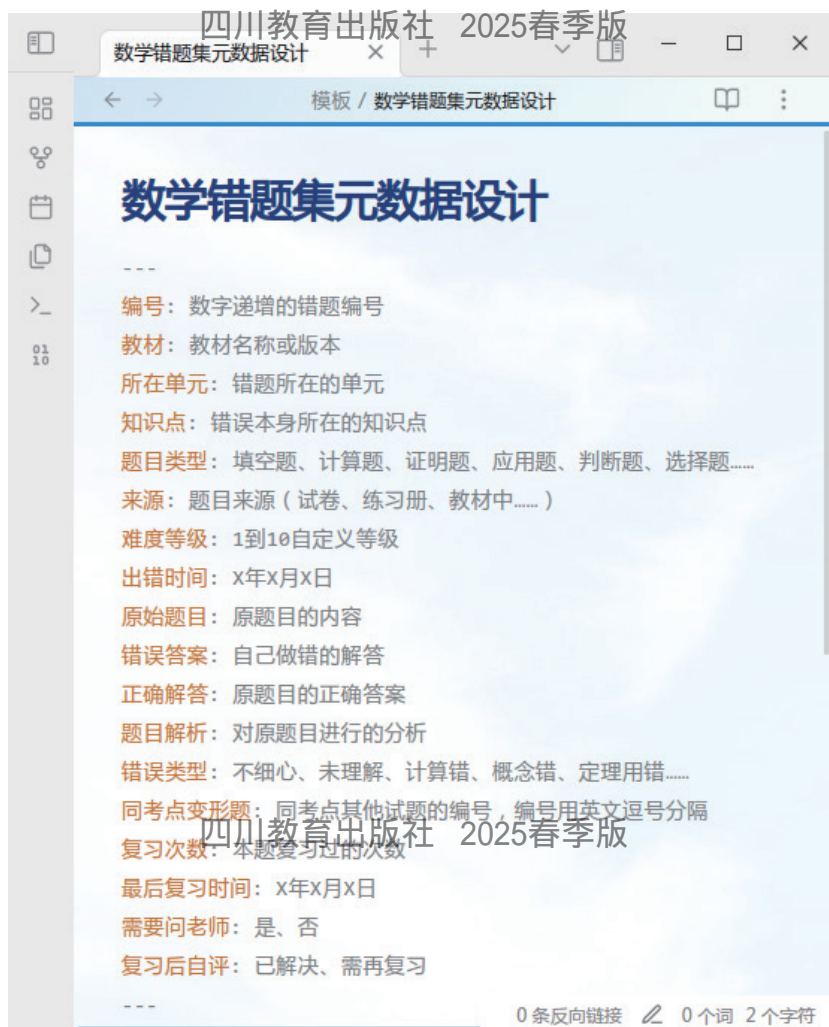 四川教育出版社 2025春季版
数学错题集元数据设计
模板 / 数学错题集元数据设计
数学错题集元数据设计
---
编号: 数字递增的错题编号
教材: 教材名称或版本
所在单元: 错题所在的单元
知识点: 错误本身所在的知识点
题目类型: 填空题、计算题、证明题、应用题、判断题、选择题……
来源: 题目来源(试卷、练习册、教材中……)
难度等级: 1到10自定义等级
出错时间: X年X月X日
原始题目: 原题目的内容
错误答案: 自己做错的解答
正确解答: 原题目的正确答案
题目解析: 对原题目进行的分析
错误类型: 不细心、未理解、计算错、概念错、定理用错……
同考点变形题: 同考点其他试题的编号,编号用英文逗号分隔
四川教育出版社 2025春季版
复习次数: 本题复习过的次数
最后复习时间: X年X月X日
需要问老师: 是、否
复习后自评: 已解决、需再复习
---
0 条反向链接 0 个词 2 个字符